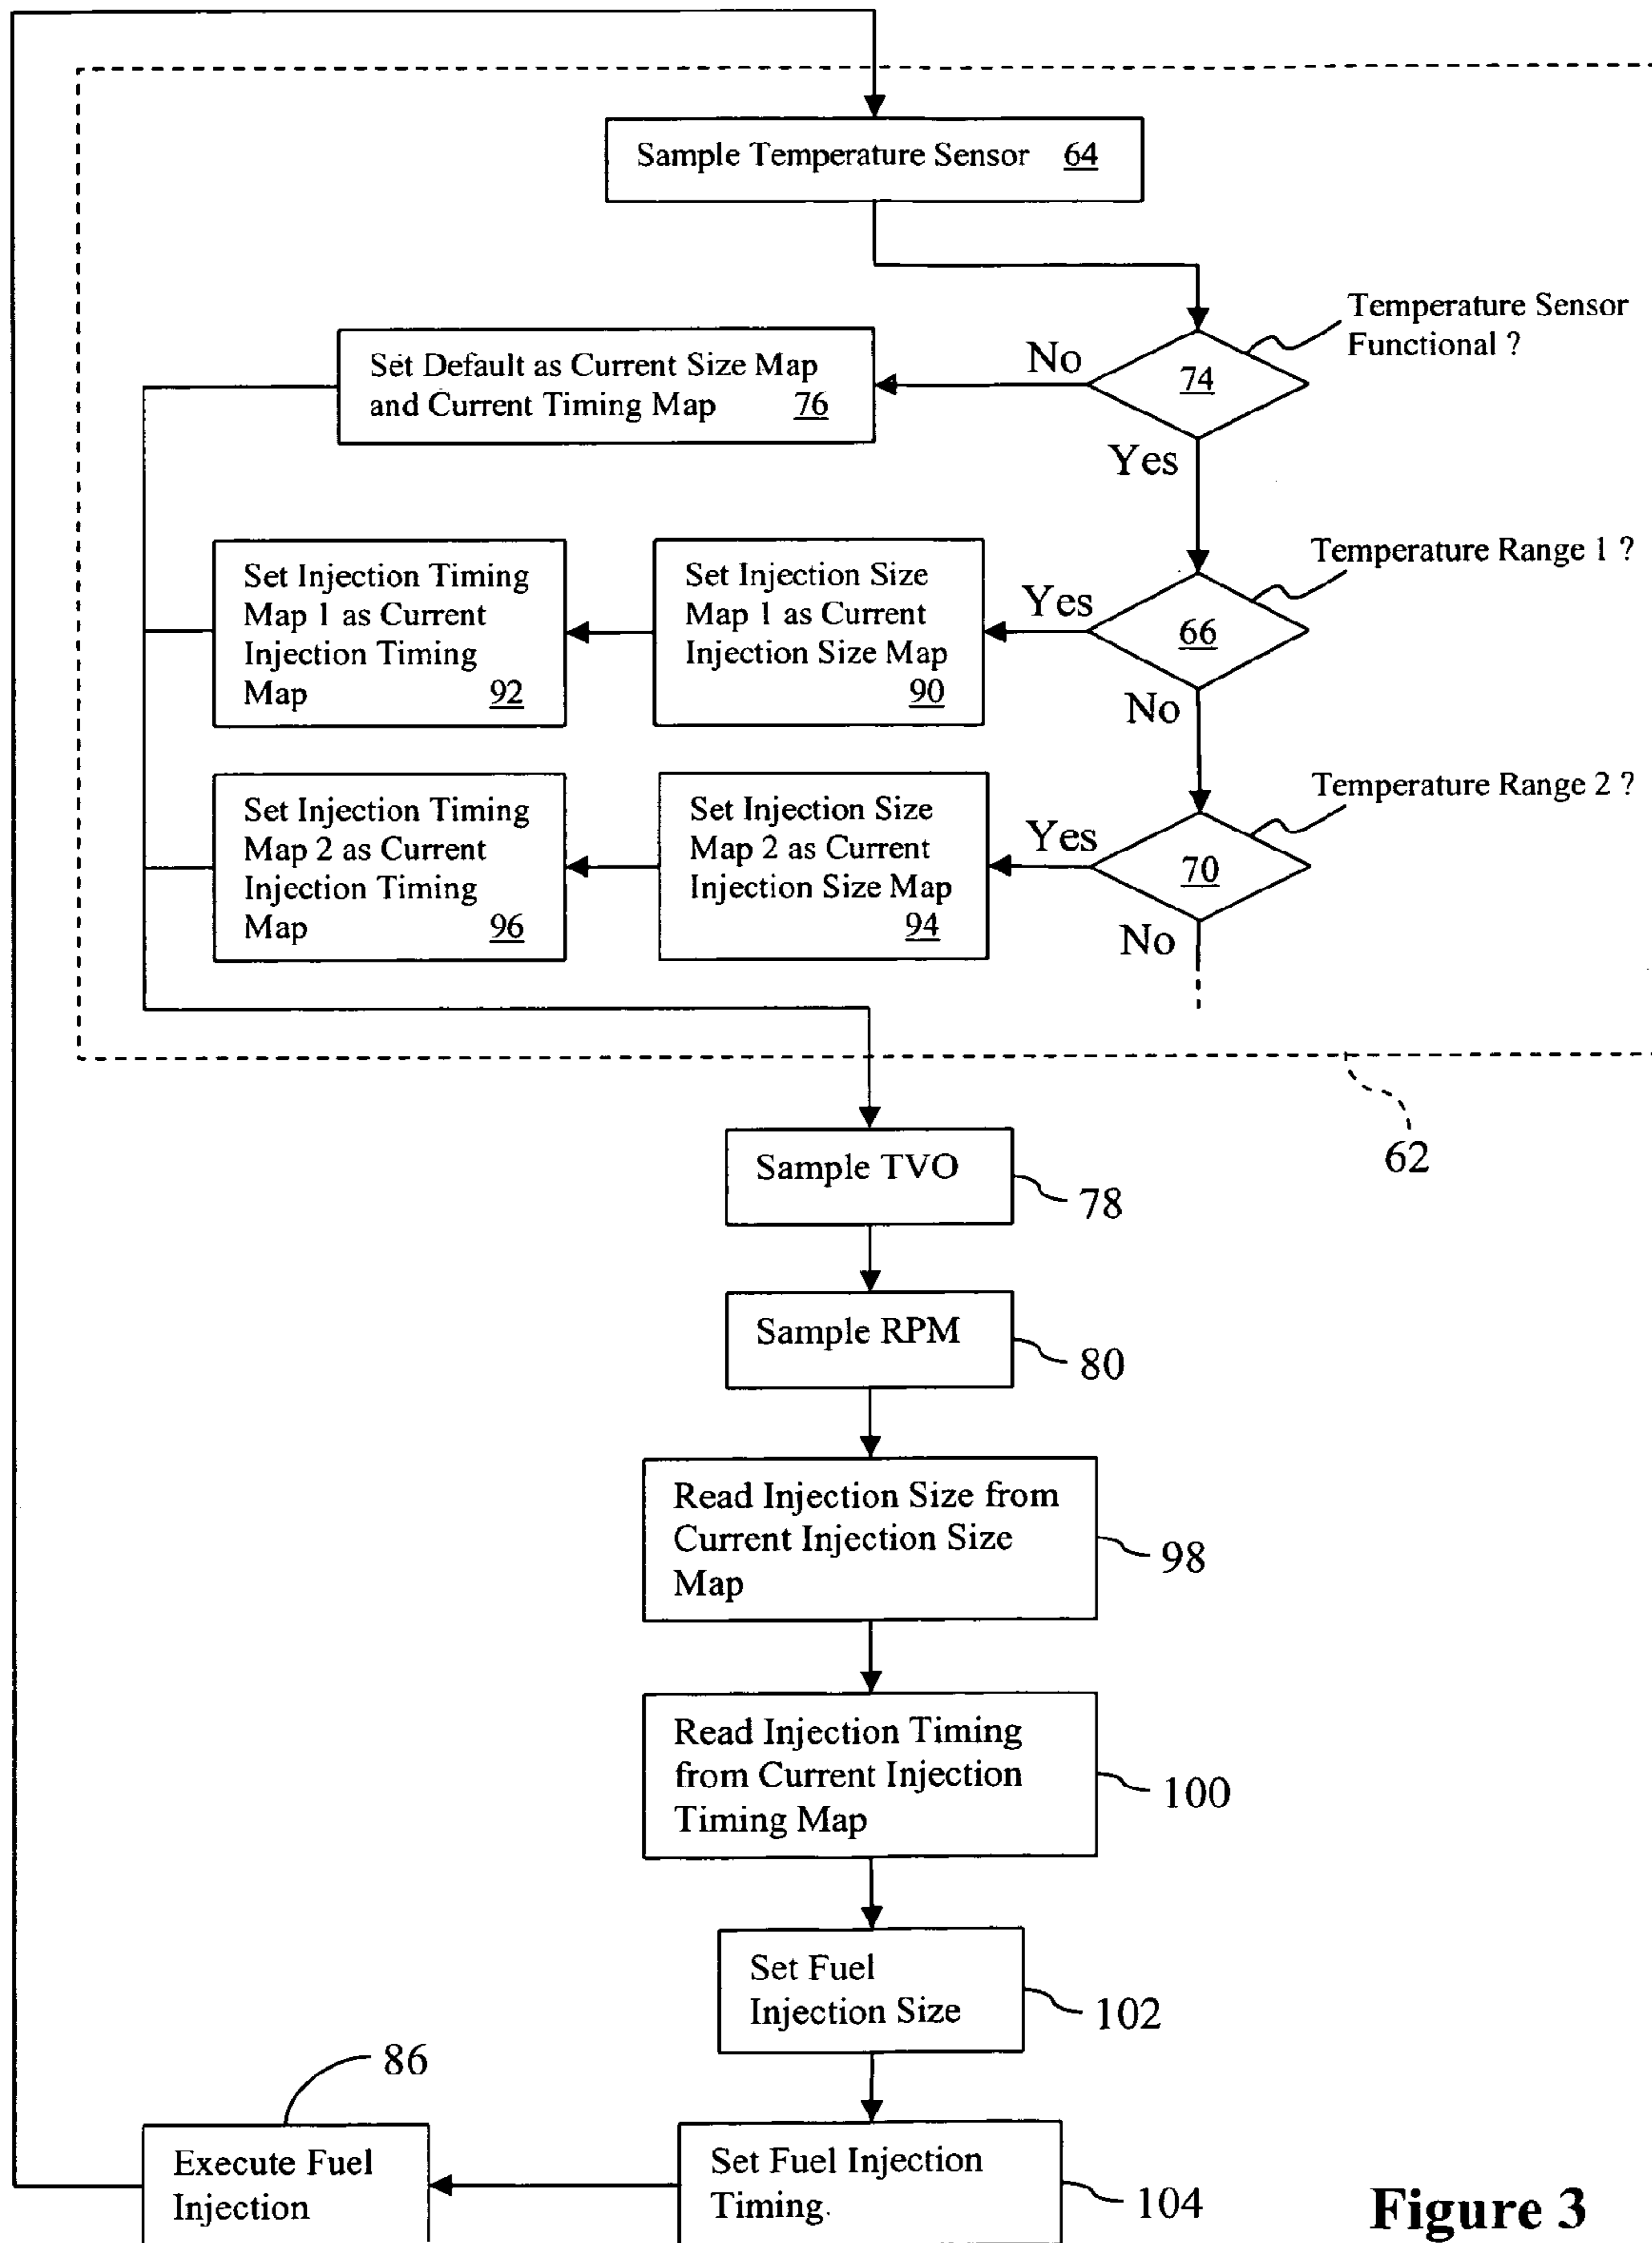 Sample Temperature Sensor 64
Temperature Sensor
Functional ?
No
74
Set Default as Current Size Map
and Current Timing Map 76
Yes
Temperature Range 1 ?
Set Injection Timing
Map 1 as Current
Injection Timing
Map 92
Set Injection Size
Map 1 as Current
Injection Size Map
90
Yes
66
No
Temperature Range 2 ?
Set Injection Timing
Map 2 as Current
Injection Timing
Map 96
Set Injection Size
Map 2 as Current
Injection Size Map
94
Yes
70
No
62
Sample TVO
78
Sample RPM
80
Read Injection Size from
Current Injection Size
Map
98
Read Injection Timing
from Current Injection
Timing Map
100
Set Fuel
Injection Size
102
86
Execute Fuel
Injection
Set Fuel Injection
Timing.
104
Figure 3